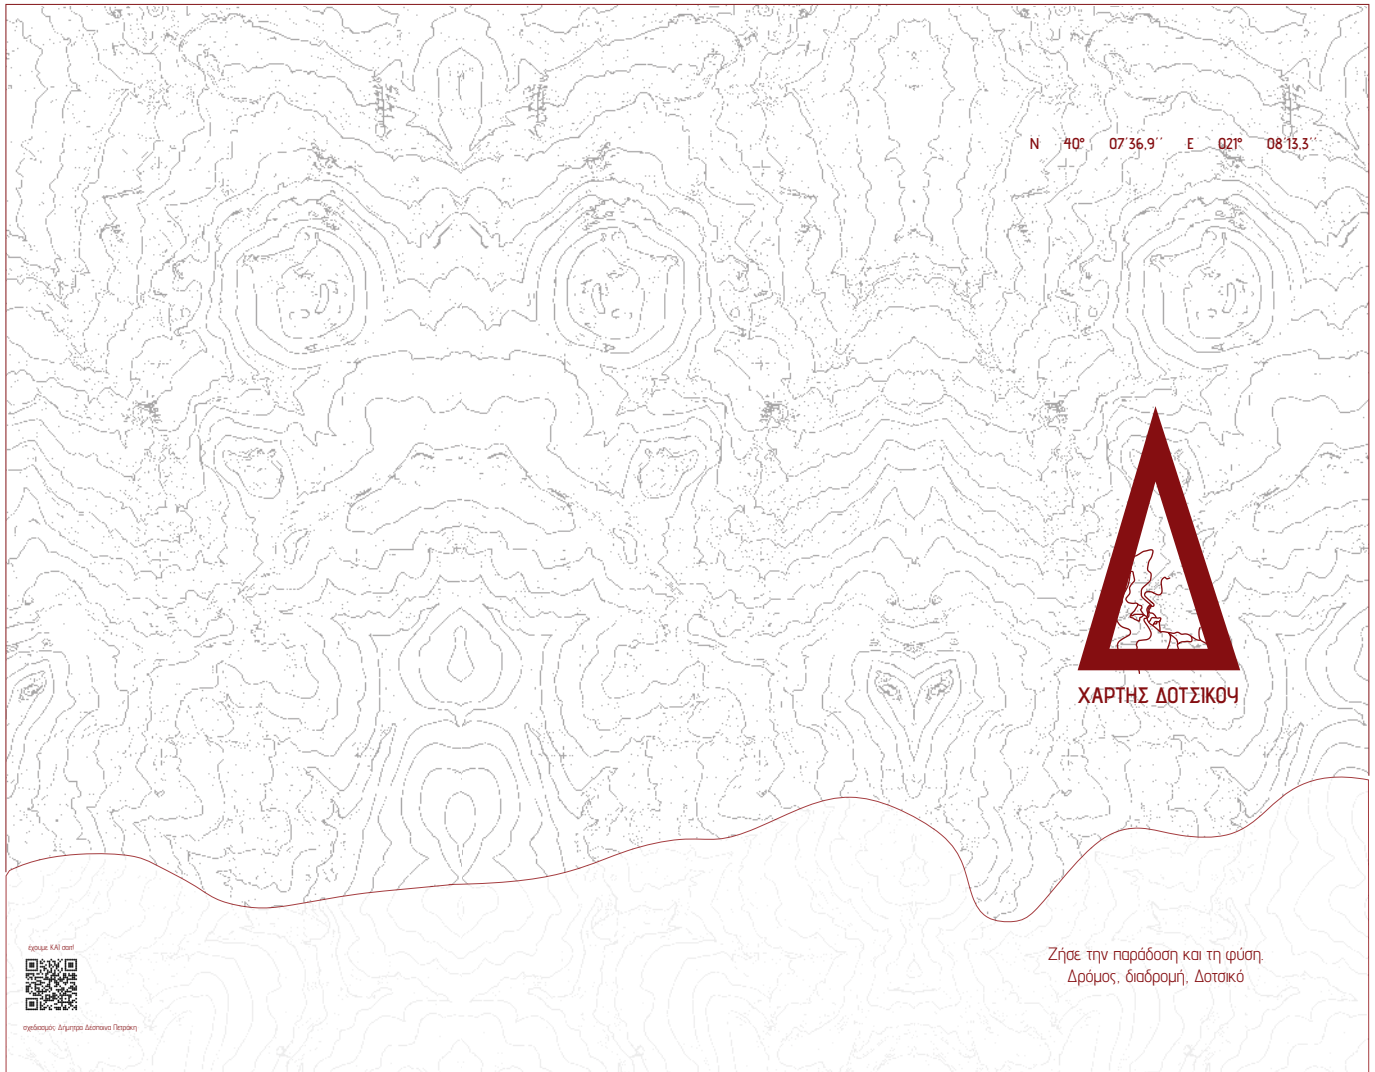 N 40° 07'36.9'' E 021° 08'13.3''
ΧΑΡΤΗΣ ΔΟΤΣΙΚΟΥ
Ζήσε την παράδοση και τη φύση.
Δρόμος, διαδρομή, Δοτσικό
έχουμε ΚΑΙ σαιτ!
σχεδιασμός: Δήμητρα Δέσποινα Πετράκη